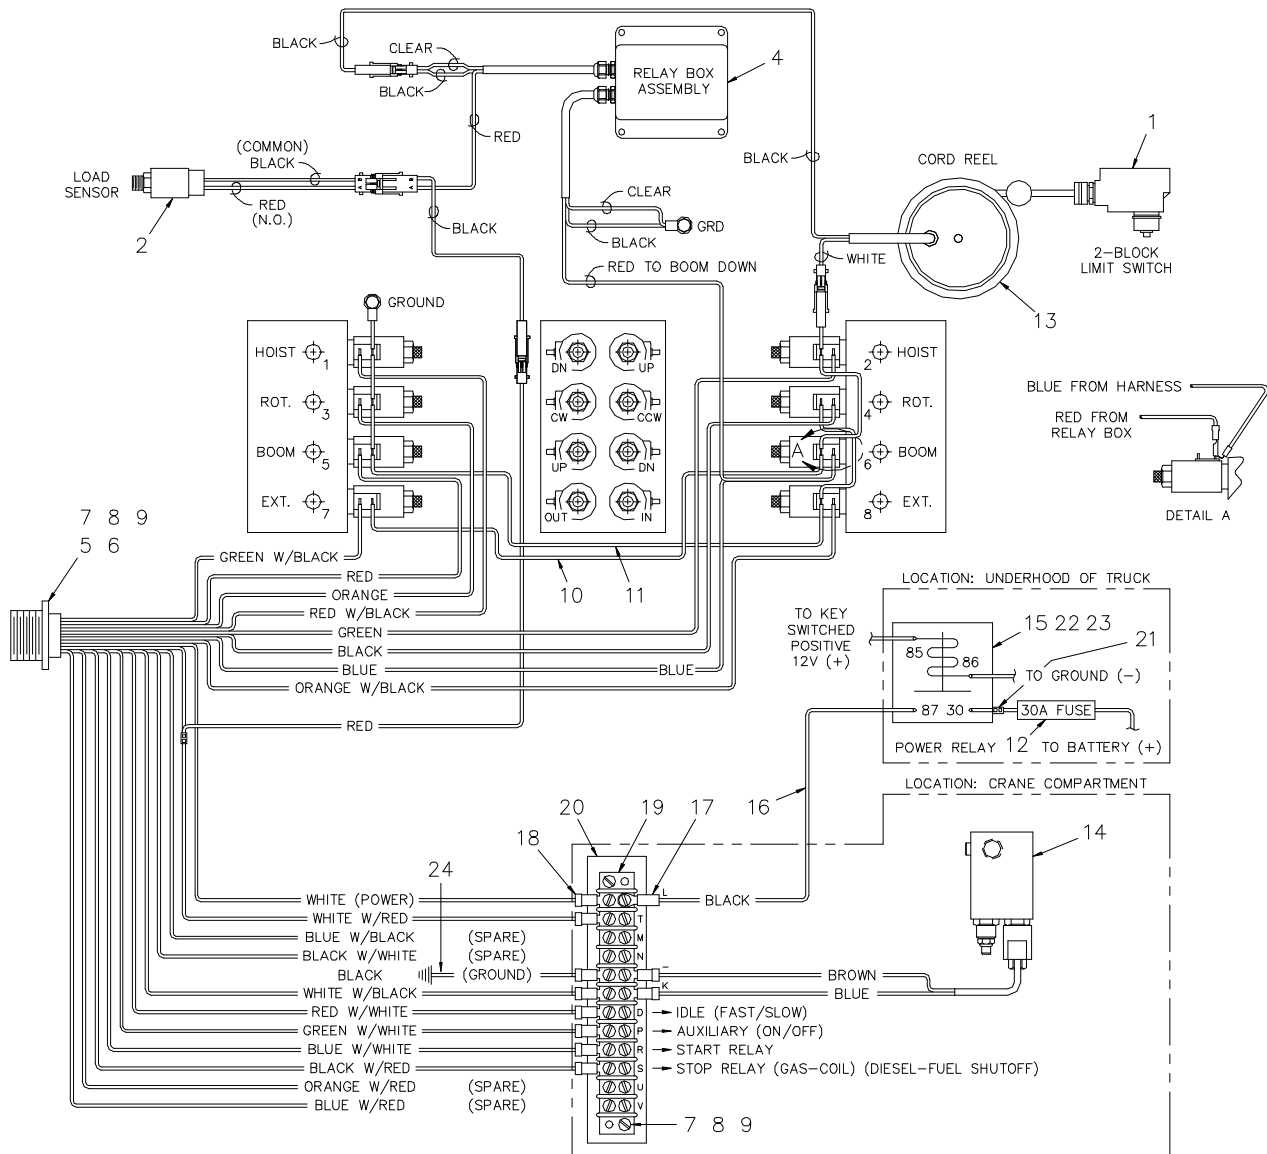 BLACK
CLEAR
BLACK
RELAY BOX
ASSEMBLY
4
RED
(COMMON)
BLACK
LOAD
SENSOR
RED
(N.O.)
2
BLACK
CLEAR
GRD
BLACK
RED TO BOOM DOWN
BLACK
CORD REEL
1
WHITE
2-BLOCK
LIMIT SWITCH
13
GROUND
HOIST 1
ROT. 3
BOOM 5
EXT. 7
DN UP
CW CCW
UP DN
OUT IN
2 HOIST
4 ROT.
A 6 BOOM
8 EXT.
BLUE FROM HARNESS
RED FROM
RELAY BOX
DETAIL A
7 8 9
5 6
GREEN W/BLACK
RED
ORANGE
RED W/BLACK
GREEN
BLACK
BLUE BLUE
ORANGE W/BLACK
RED
10 11
LOCATION: UNDERHOOD OF TRUCK
TO KEY
SWITCHED
POSITIVE
12V (+)
85 86
15 22 23 21
TO GROUND (-)
87 30 30A FUSE
POWER RELAY 12 TO BATTERY (+)
LOCATION: CRANE COMPARTMENT
16
14
20 19 17
18
24
WHITE (POWER) L BLACK
WHITE W/RED T
BLUE W/BLACK (SPARE) M
BLACK W/WHITE (SPARE) N
BLACK (GROUND) - BROWN
WHITE W/BLACK K BLUE
RED W/WHITE D IDLE (FAST/SLOW)
GREEN W/WHITE P AUXILIARY (ON/OFF)
BLUE W/WHITE R START RELAY
BLACK W/RED S STOP RELAY (GAS-COIL) (DIESEL-FUEL SHUTOFF)
ORANGE W/RED (SPARE) U
BLUE W/RED (SPARE) V
7 8 9